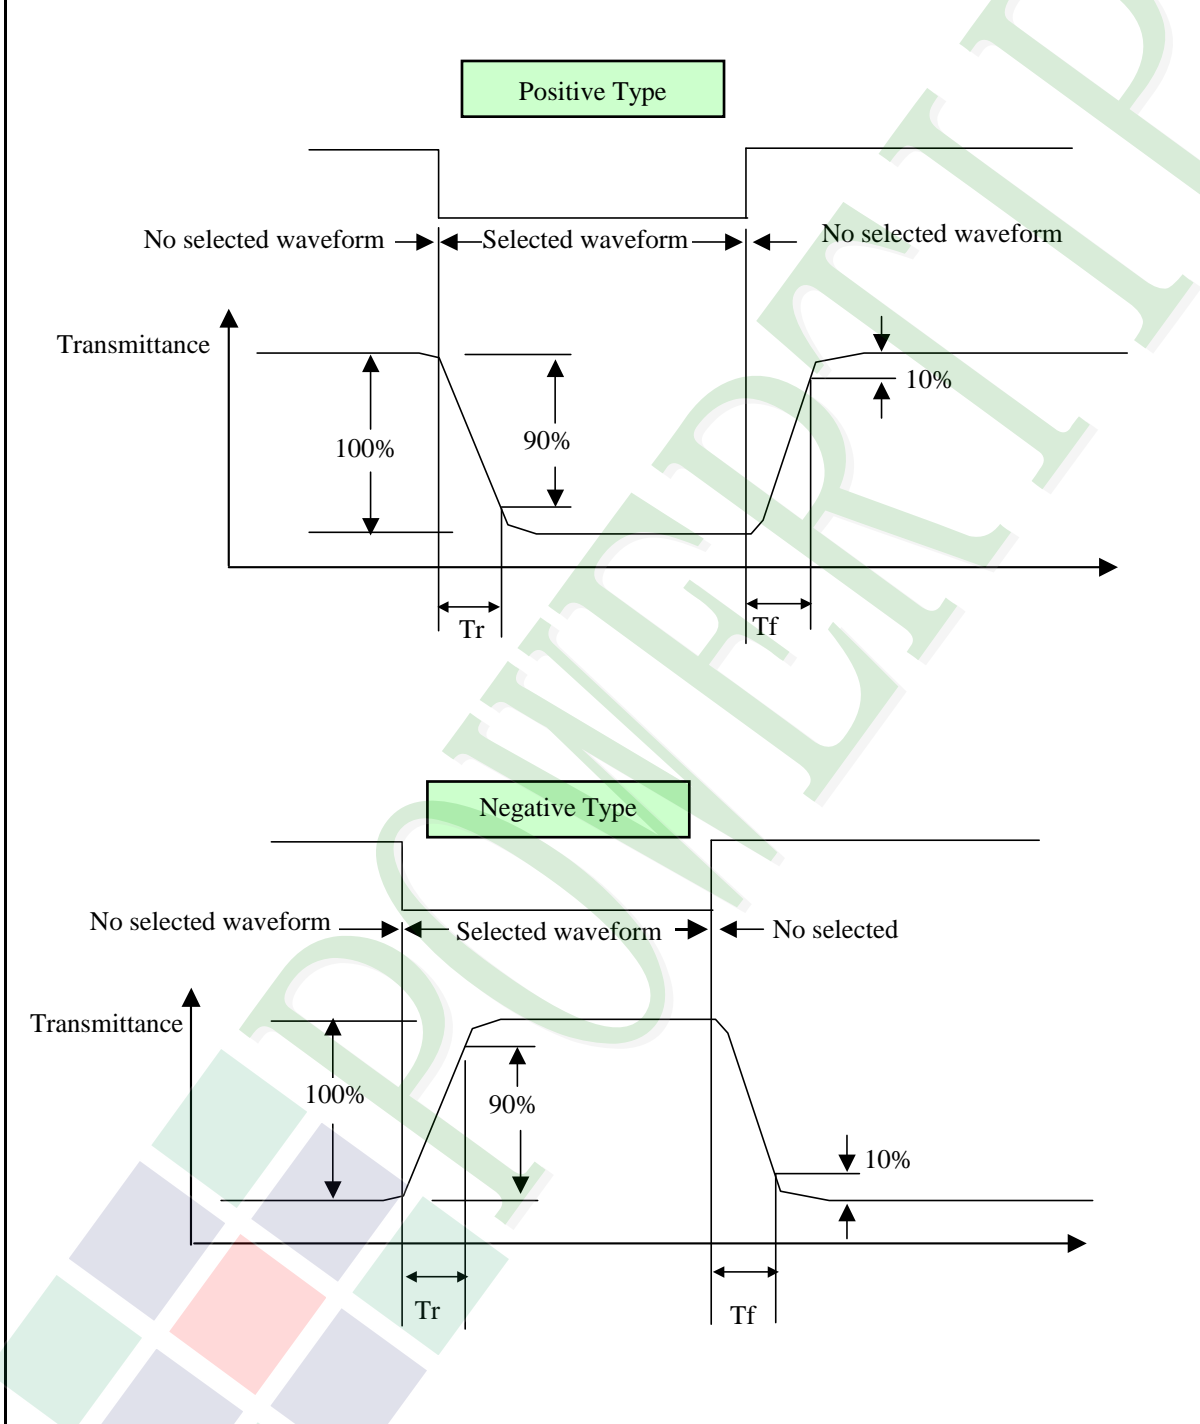 Positive Type
No selected waveform
Selected waveform
No selected waveform
Transmittance
10%
100%
90%
Tr
Tf
Negative Type
No selected waveform
Selected waveform
No selected
Transmittance
100%
90%
10%
Tr
Tf
POWERTIP